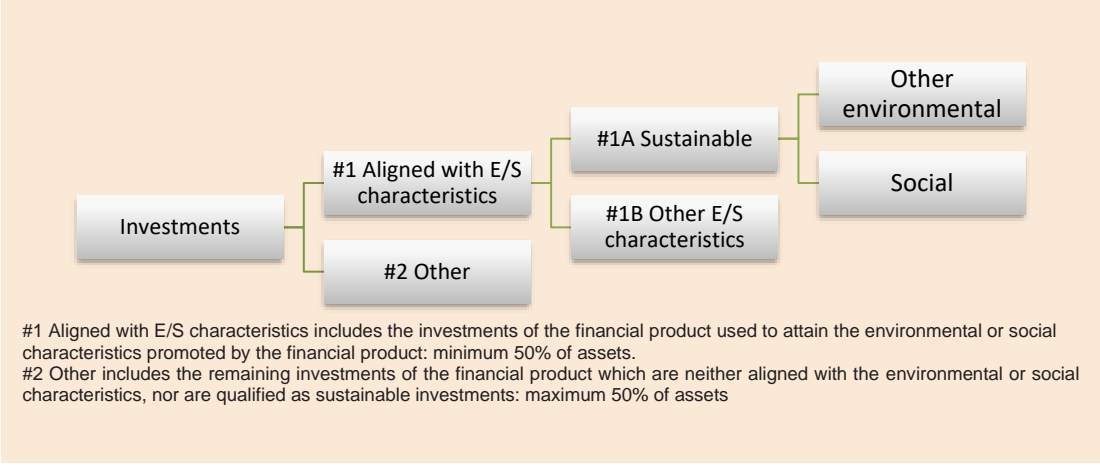 Investments
#1 Aligned with E/S
characteristics
#2 Other
#1A Sustainable
#1B Other E/S
characteristics
Other
environmental
Social
#1 Aligned with E/S characteristics includes the investments of the financial product used to attain the environmental or social
characteristics promoted by the financial product: minimum 50% of assets.
#2 Other includes the remaining investments of the financial product which are neither aligned with the environmental or social
characteristics, nor are qualified as sustainable investments: maximum 50% of assets